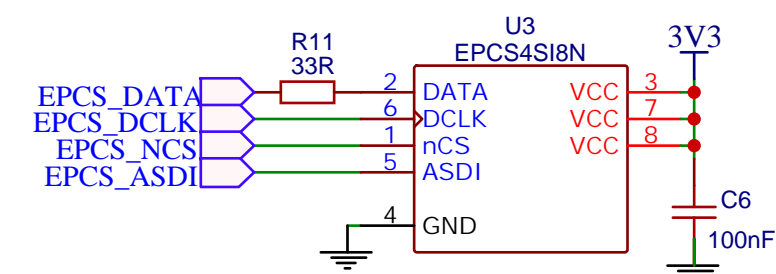 U3
EPCS4SI8N
R11
33R
3V3
EPCS_DATA
2
DATA
VCC
3
EPCS_DCLK
6
DCLK
VCC
7
EPCS_NCS
1
nCS
VCC
8
EPCS_ASDI
5
ASDI
4
GND
C6
100nF